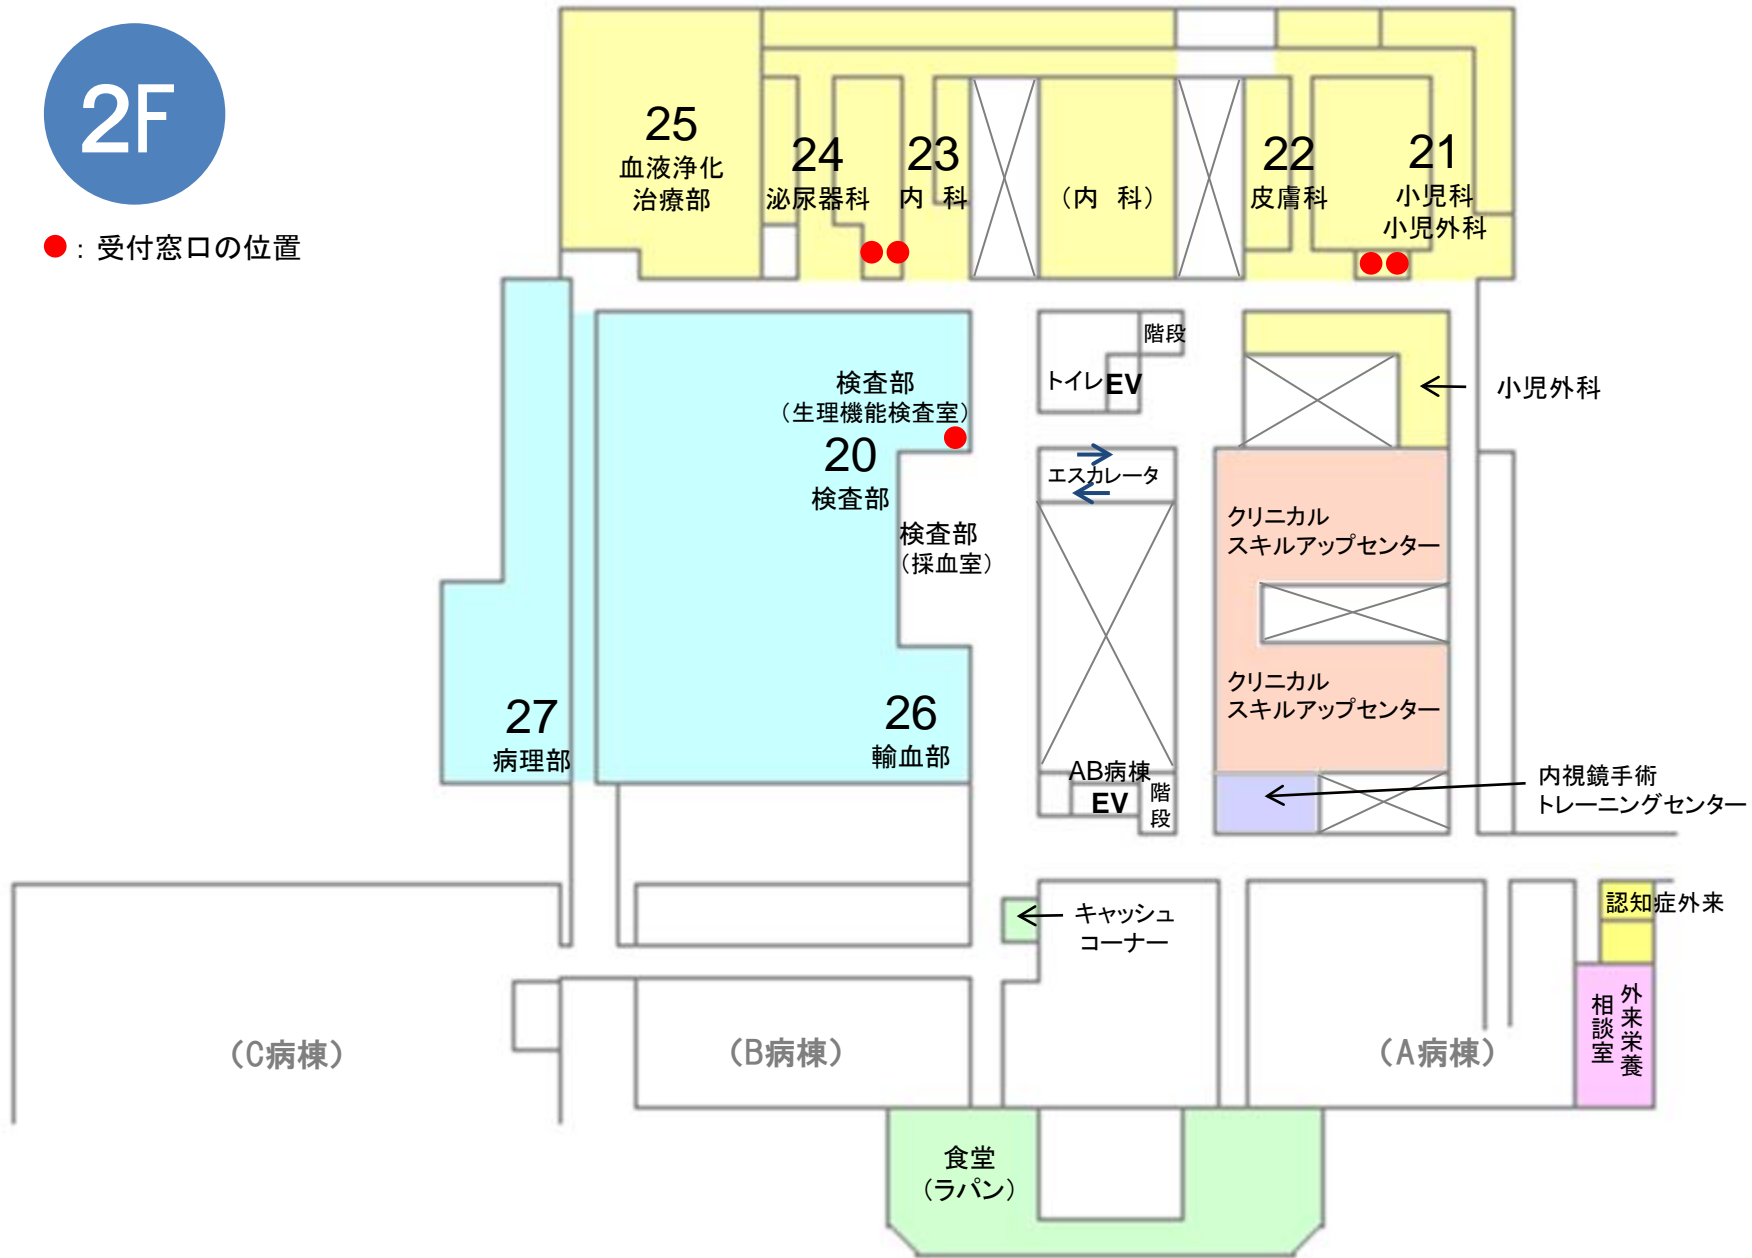 2F
●：受付窓口の位置
25
血液浄化
治療部
24
泌尿器科
23
内　科
（内　科）
22
皮膚科
21
小児科
小児外科
検査部
（生理機能検査室）
20
検査部
検査部
（採血室）
階段
トイレ
EV
小児外科
エスカレータ
クリニカル
スキルアップセンター
クリニカル
スキルアップセンター
27
病理部
26
輸血部
AB病棟
EV
階段
内視鏡手術
トレーニングセンター
キャッシュ
コーナー
認知症外来
外来栄養
相談室
（C病棟）
（B病棟）
（A病棟）
食堂
（ラパン）